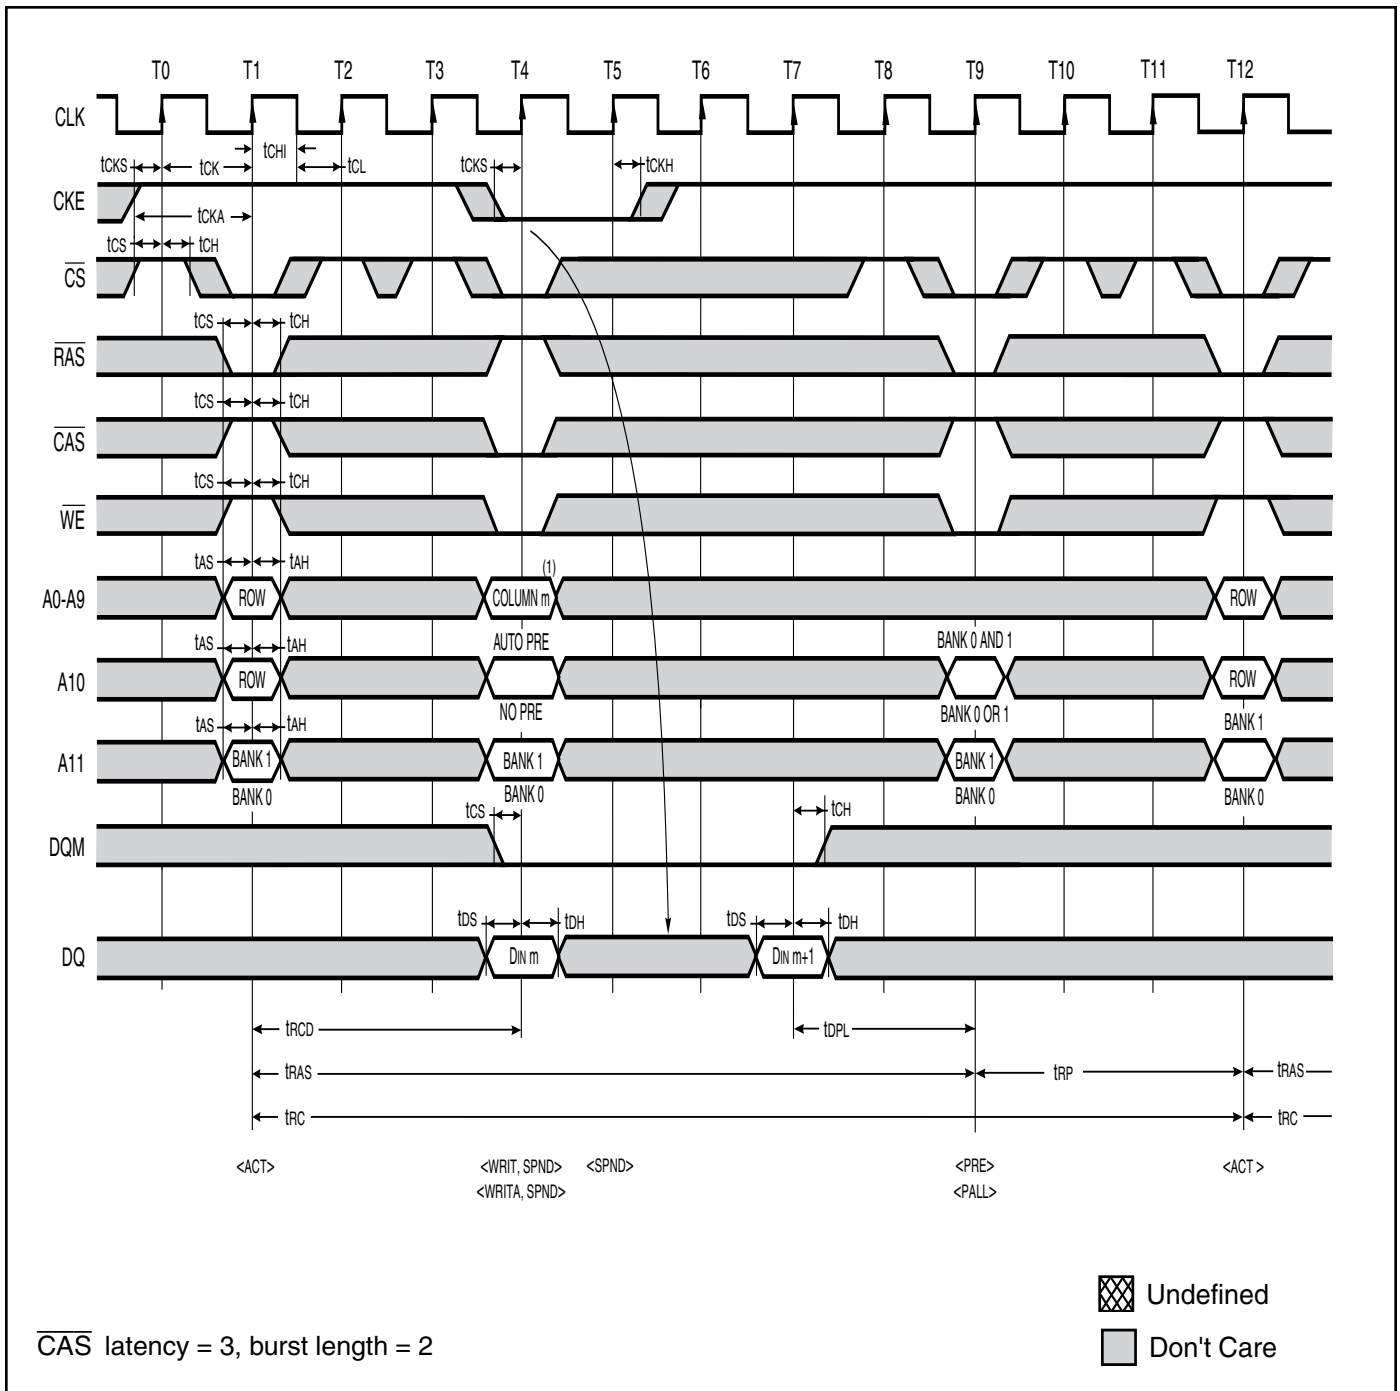 T0 T1 T2 T3 T4 T5 T6 T7 T8 T9 T10 T11 T12
CLK
tCHI
tCKS tCK tCL tCKS tCKH
CKE
tCKA
tCS tCH
CS
tCS tCH
RAS
tCS tCH
CAS
tCS tCH
WE
tAS tAH (1)
A0-A9 ROW COLUMN m ROW
tAS tAH AUTO PRE BANK 0 AND 1
A10 ROW ROW
NO PRE BANK 0 OR 1 BANK 1
tAS tAH
A11 BANK 1 BANK 1 BANK 1
BANK 0 BANK 0 BANK 0 BANK 0
tCS tCH
DQM
tDS tDH tDS tDH
DQ DIN m DIN m+1
tRCD tDPL
tRAS tRP tRAS
tRC tRC
<ACT> <WRIT, SPND> <SPND> <PRE> <ACT >
<WRITA, SPND> <PALL>
Undefined
CAS latency = 3, burst length = 2
Don't Care